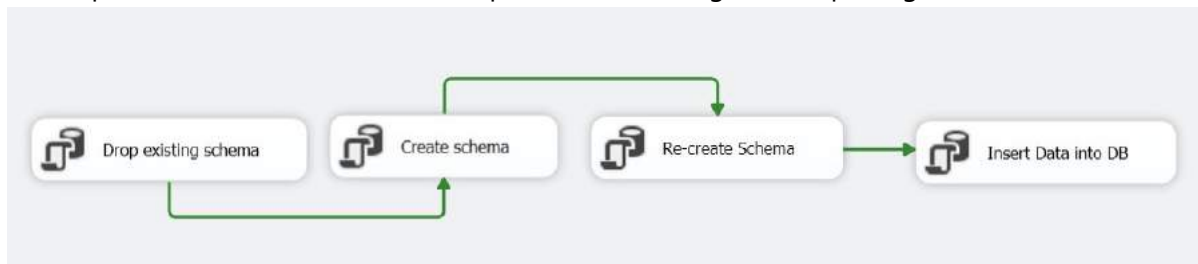 Drop existing schema
Create schema
Re-create Schema
Insert Data into DB